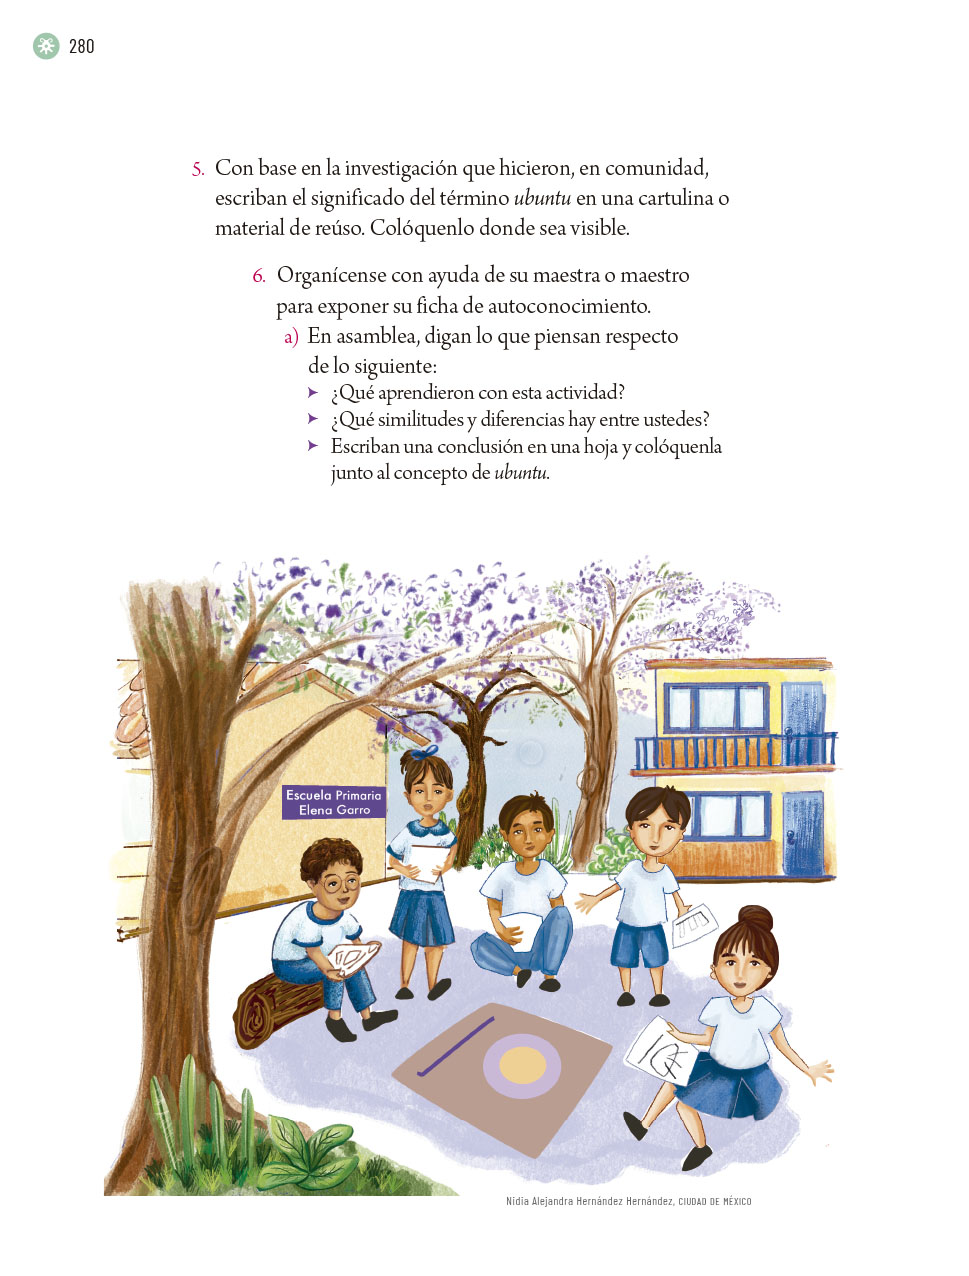 280
5. Con base en la investigación que hicieron, en comunidad,
escriban el significado del término ubuntu en una cartulina o
material de reúso. Colóquenlo donde sea visible.
6. Organícense con ayuda de su maestra o maestro
para exponer su ficha de autoconocimiento.
a) En asamblea, digan lo que piensan respecto
de lo siguiente:
➤ ¿Qué aprendieron con esta actividad?
➤ ¿Qué similitudes y diferencias hay entre ustedes?
➤ Escriban una conclusión en una hoja y colóquenla
junto al concepto de ubuntu.
Escuela Primaria
Elena Garro
Nidia Alejandra Hernández Hernández, CIUDAD DE MÉXICO